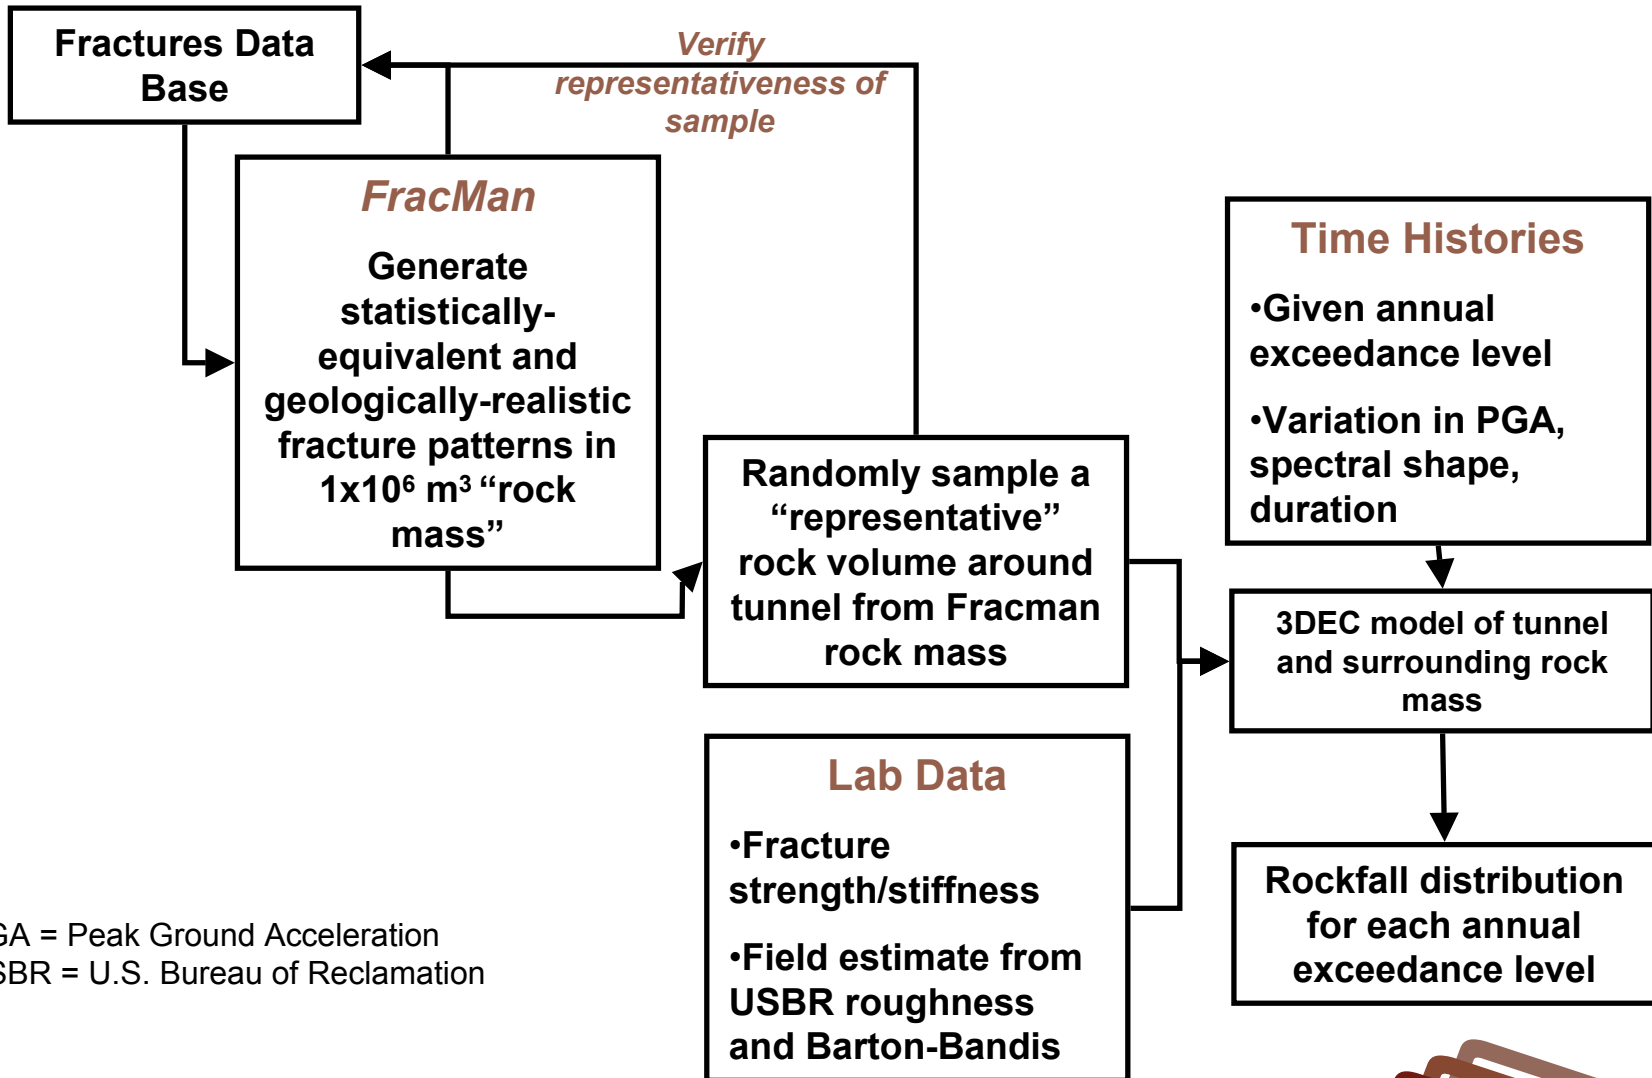 Fractures Data
Base
Verify
representativeness of
sample
FracMan
Generate
statistically-
equivalent and
geologically-realistic
fracture patterns in
1x10⁶ m³ “rock
mass”
Randomly sample a
“representative”
rock volume around
tunnel from Fracman
rock mass
Lab Data
•Fracture
strength/stiffness
•Field estimate from
USBR roughness
and Barton-Bandis
Time Histories
•Given annual
exceedance level
•Variation in PGA,
spectral shape,
duration
3DEC model of tunnel
and surrounding rock
mass
Rockfall distribution
for each annual
exceedance level
GA = Peak Ground Acceleration
SBR = U.S. Bureau of Reclamation